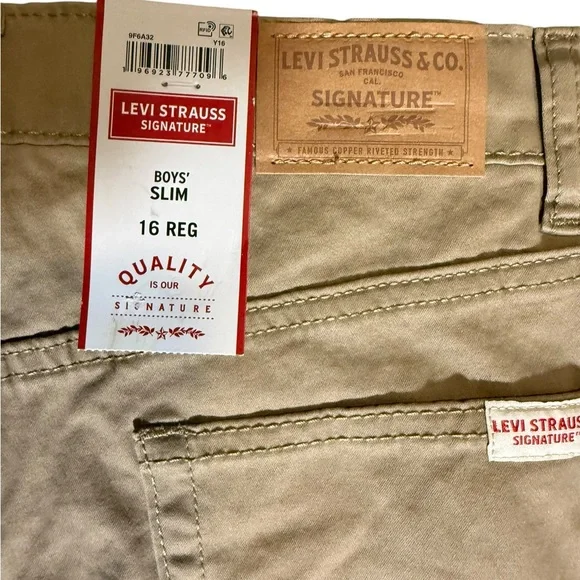 9F6A32
RFID
Y16
1 96923 77709 6
LEVI STRAUSS
SIGNATURE™
BOYS'
SLIM
16 REG
QUALITY
IS OUR
SIGNATURE
LEVI STRAUSS & CO.
SAN FRANCISCO
CAL.
SIGNATURE™
★ FAMOUS COPPER RIVETED STRENGTH ★
LEVI STRAUS
SIGNATURE™